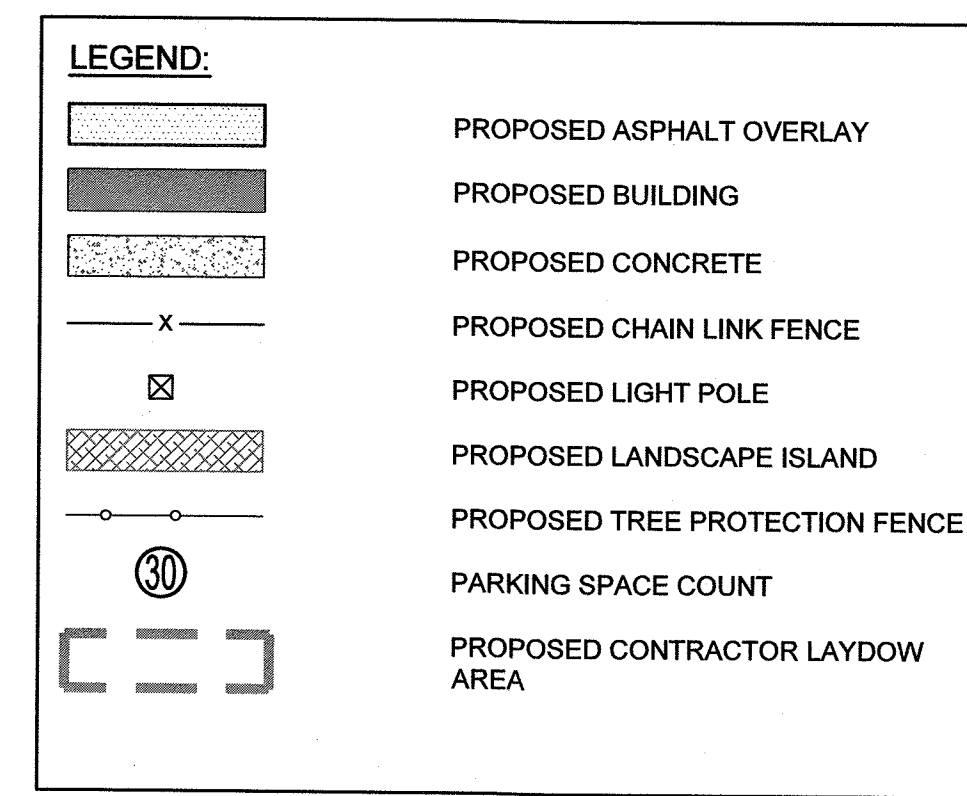 LEGEND:
PROPOSED ASPHALT OVERLAY
PROPOSED BUILDING
PROPOSED CONCRETE
X PROPOSED CHAIN LINK FENCE
PROPOSED LIGHT POLE
PROPOSED LANDSCAPE ISLAND
PROPOSED TREE PROTECTION FENCE
30 PARKING SPACE COUNT
PROPOSED CONTRACTOR LAYDOW
AREA